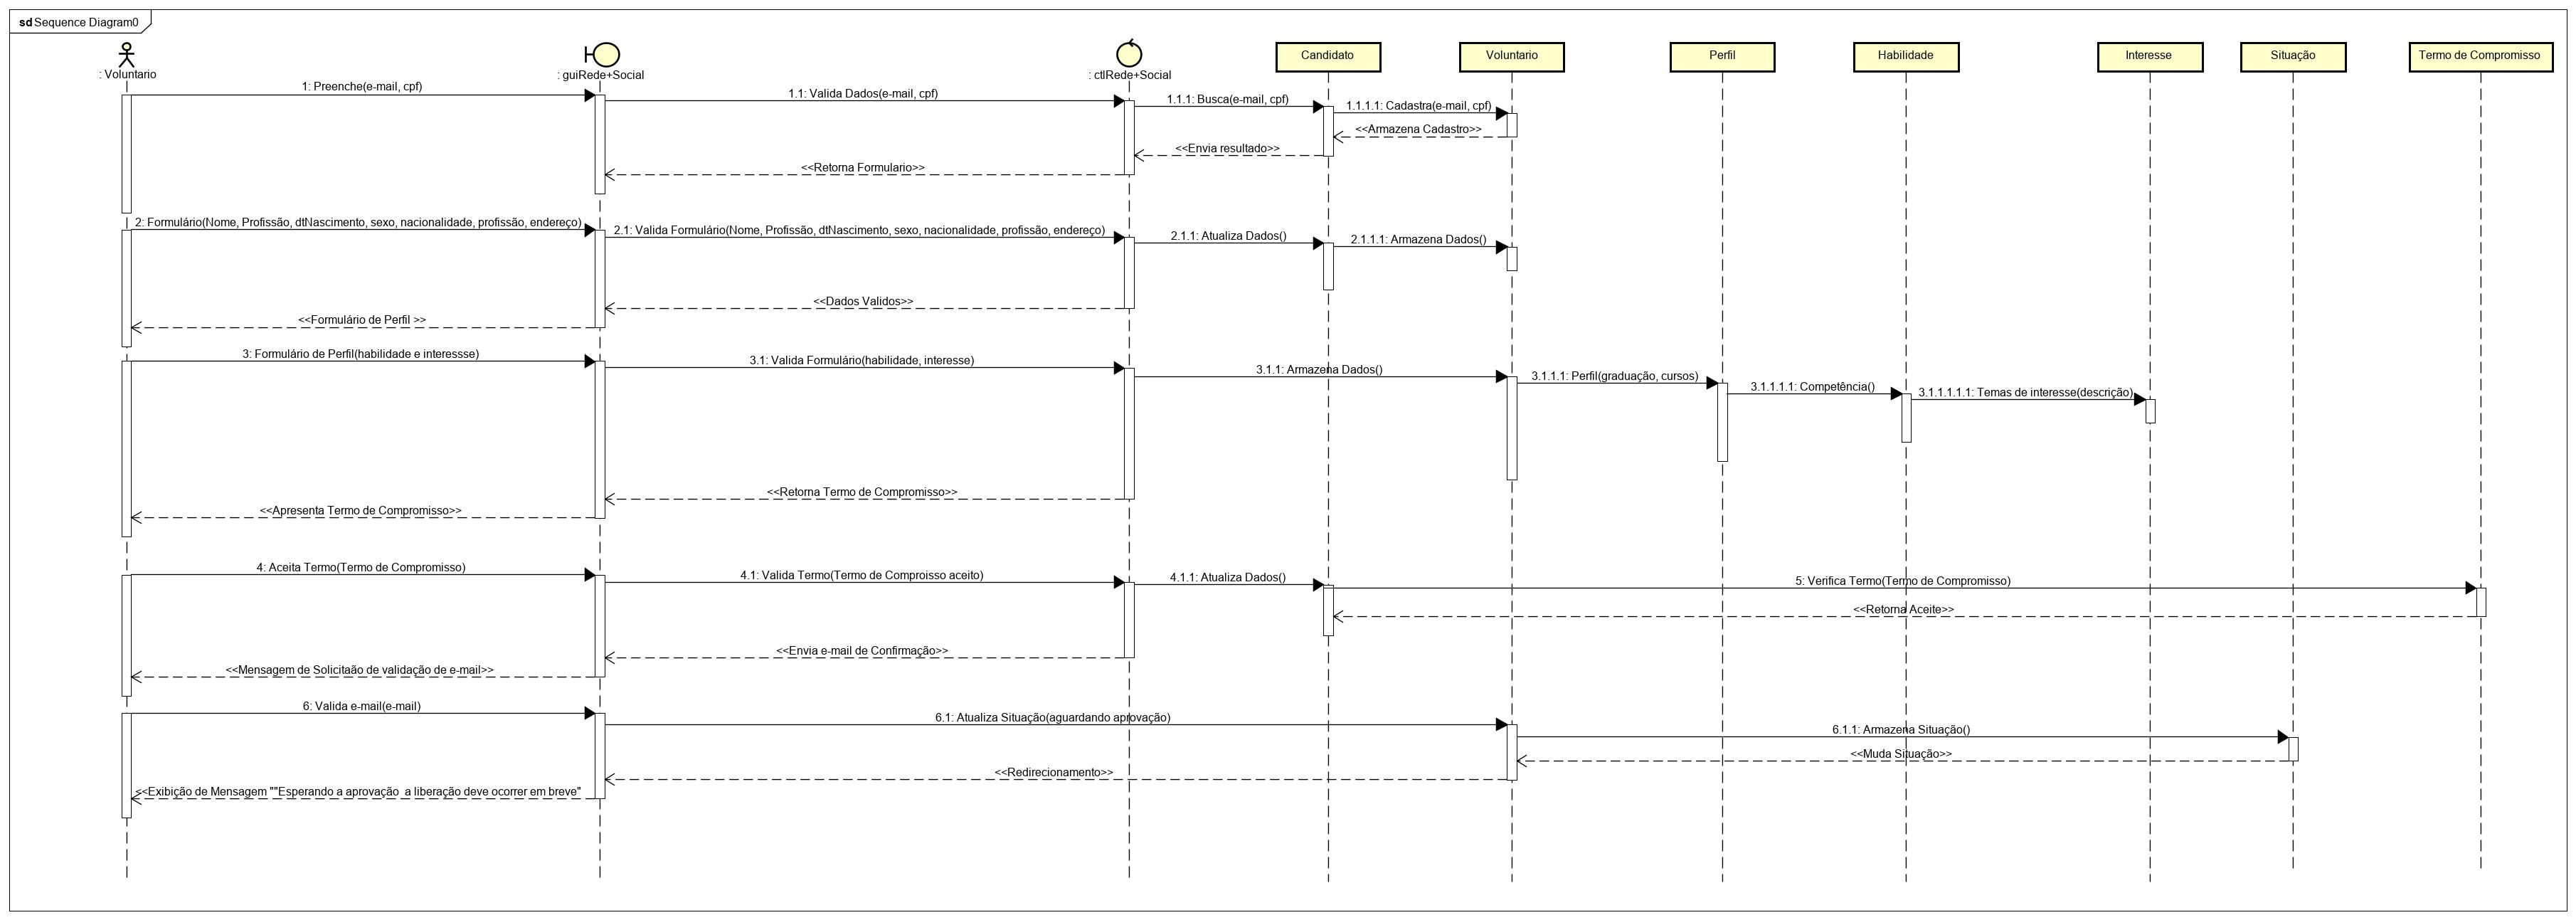 sd Sequence Diagram0
: Voluntario
: guiRede+Social
: ctlRede+Social
Candidato
Voluntario
Perfil
Habilidade
Interesse
Situação
Termo de Compromisso
1: Preenche(e-mail, cpf)
1.1: Valida Dados(e-mail, cpf)
1.1.1: Busca(e-mail, cpf)
1.1.1.1: Cadastra(e-mail, cpf)
<<Armazena Cadastro>>
<<Envia resultado>>
<<Retorna Formulario>>
2: Formulário(Nome, Profissão, dtNascimento, sexo, nacionalidade, profissão, endereço)
2.1: Valida Formulário(Nome, Profissão, dtNascimento, sexo, nacionalidade, profissão, endereço)
2.1.1: Atualiza Dados()
2.1.1.1: Armazena Dados()
<<Dados Validos>>
<<Formulário de Perfil >>
3: Formulário de Perfil(habilidade e interessse)
3.1: Valida Formulário(habilidade, interesse)
3.1.1: Armazena Dados()
3.1.1.1: Perfil(graduação, cursos)
3.1.1.1.1: Competência()
3.1.1.1.1.1: Temas de interesse(descrição)
<<Retorna Termo de Compromisso>>
<<Apresenta Termo de Compromisso>>
4: Aceita Termo(Termo de Compromisso)
4.1: Valida Termo(Termo de Comproisso aceito)
4.1.1: Atualiza Dados()
5: Verifica Termo(Termo de Compromisso)
<<Retorna Aceite>>
<<Envia e-mail de Confirmação>>
<<Mensagem de Solicitaão de validação de e-mail>>
6: Valida e-mail(e-mail)
6.1: Atualiza Situação(aguardando aprovação)
6.1.1: Armazena Situação()
<<Muda Situação>>
<<Redirecionamento>>
<<Exibição de Mensagem ""Esperando a aprovação  a liberação deve ocorrer em breve"